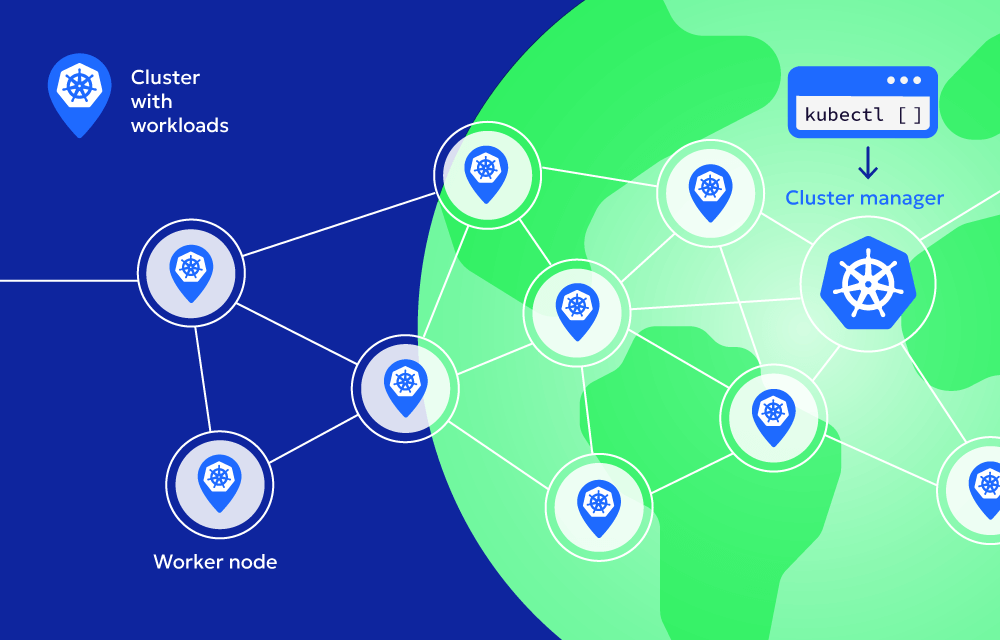 Cluster
with
workloads
kubectl [ ]
Cluster manager
Worker node